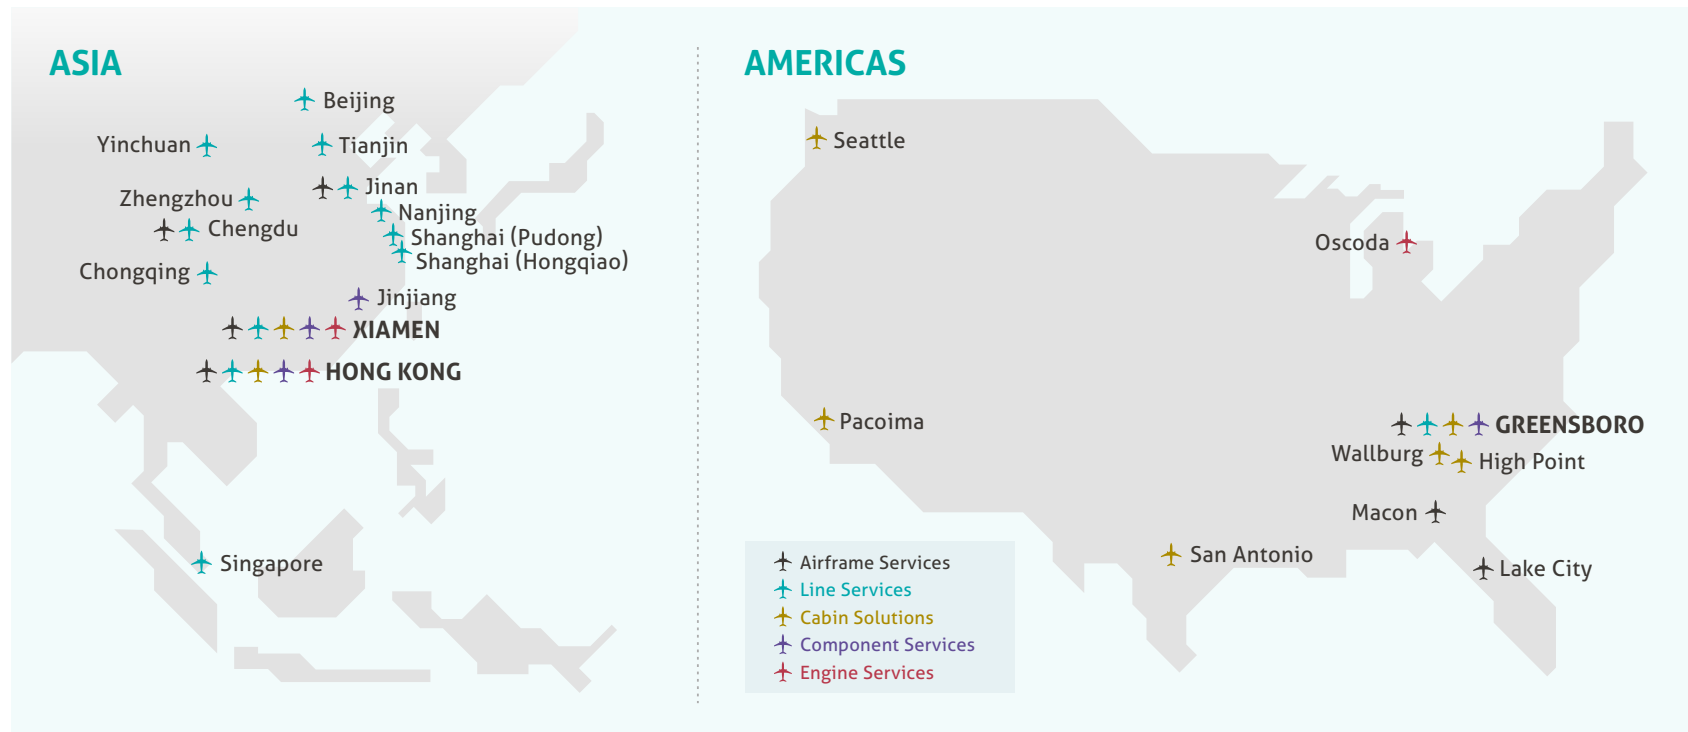 ASIA
Beijing
Yinchuan
Tianjin
Jinan
Zhengzhou
Nanjing
Chengdu
Shanghai (Pudong)
Shanghai (Hongqiao)
Chongqing
Jinjiang
XIAMEN
HONG KONG
Singapore
AMERICAS
Seattle
Oscoda
Pacoima
GREENSBORO
Wallburg
High Point
Macon
San Antonio
Lake City
Airframe Services
Line Services
Cabin Solutions
Component Services
Engine Services